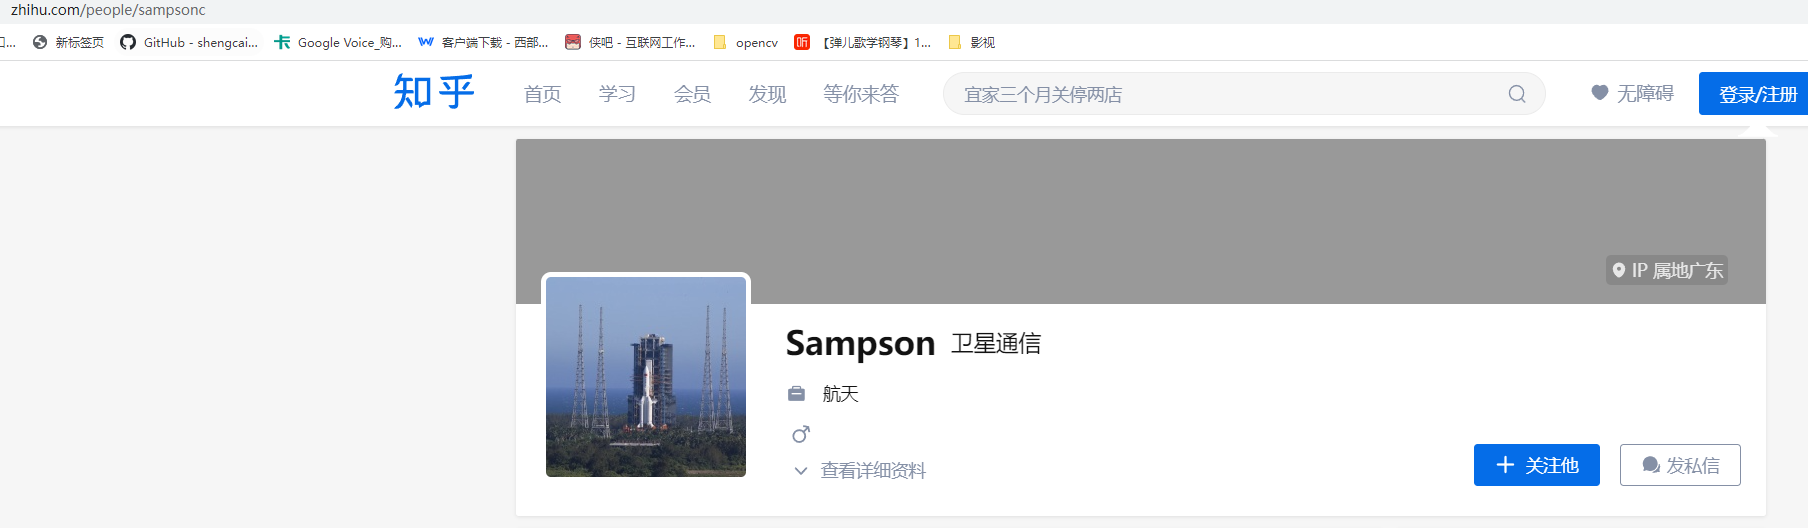 zhihu.com/people/sampsonc
新标签页 GitHub - shengcai... Google Voice_购... 客户端下载 - 西部... 侠吧 - 互联网工作... opencv 听 【弹儿歌学钢琴】1... 影视
知乎 首页 学习 会员 发现 等你来答 宜家三个月关停两店 无障碍 登录/注册
IP 属地广东
Sampson 卫星通信
航天
查看详细资料
+ 关注他 发私信